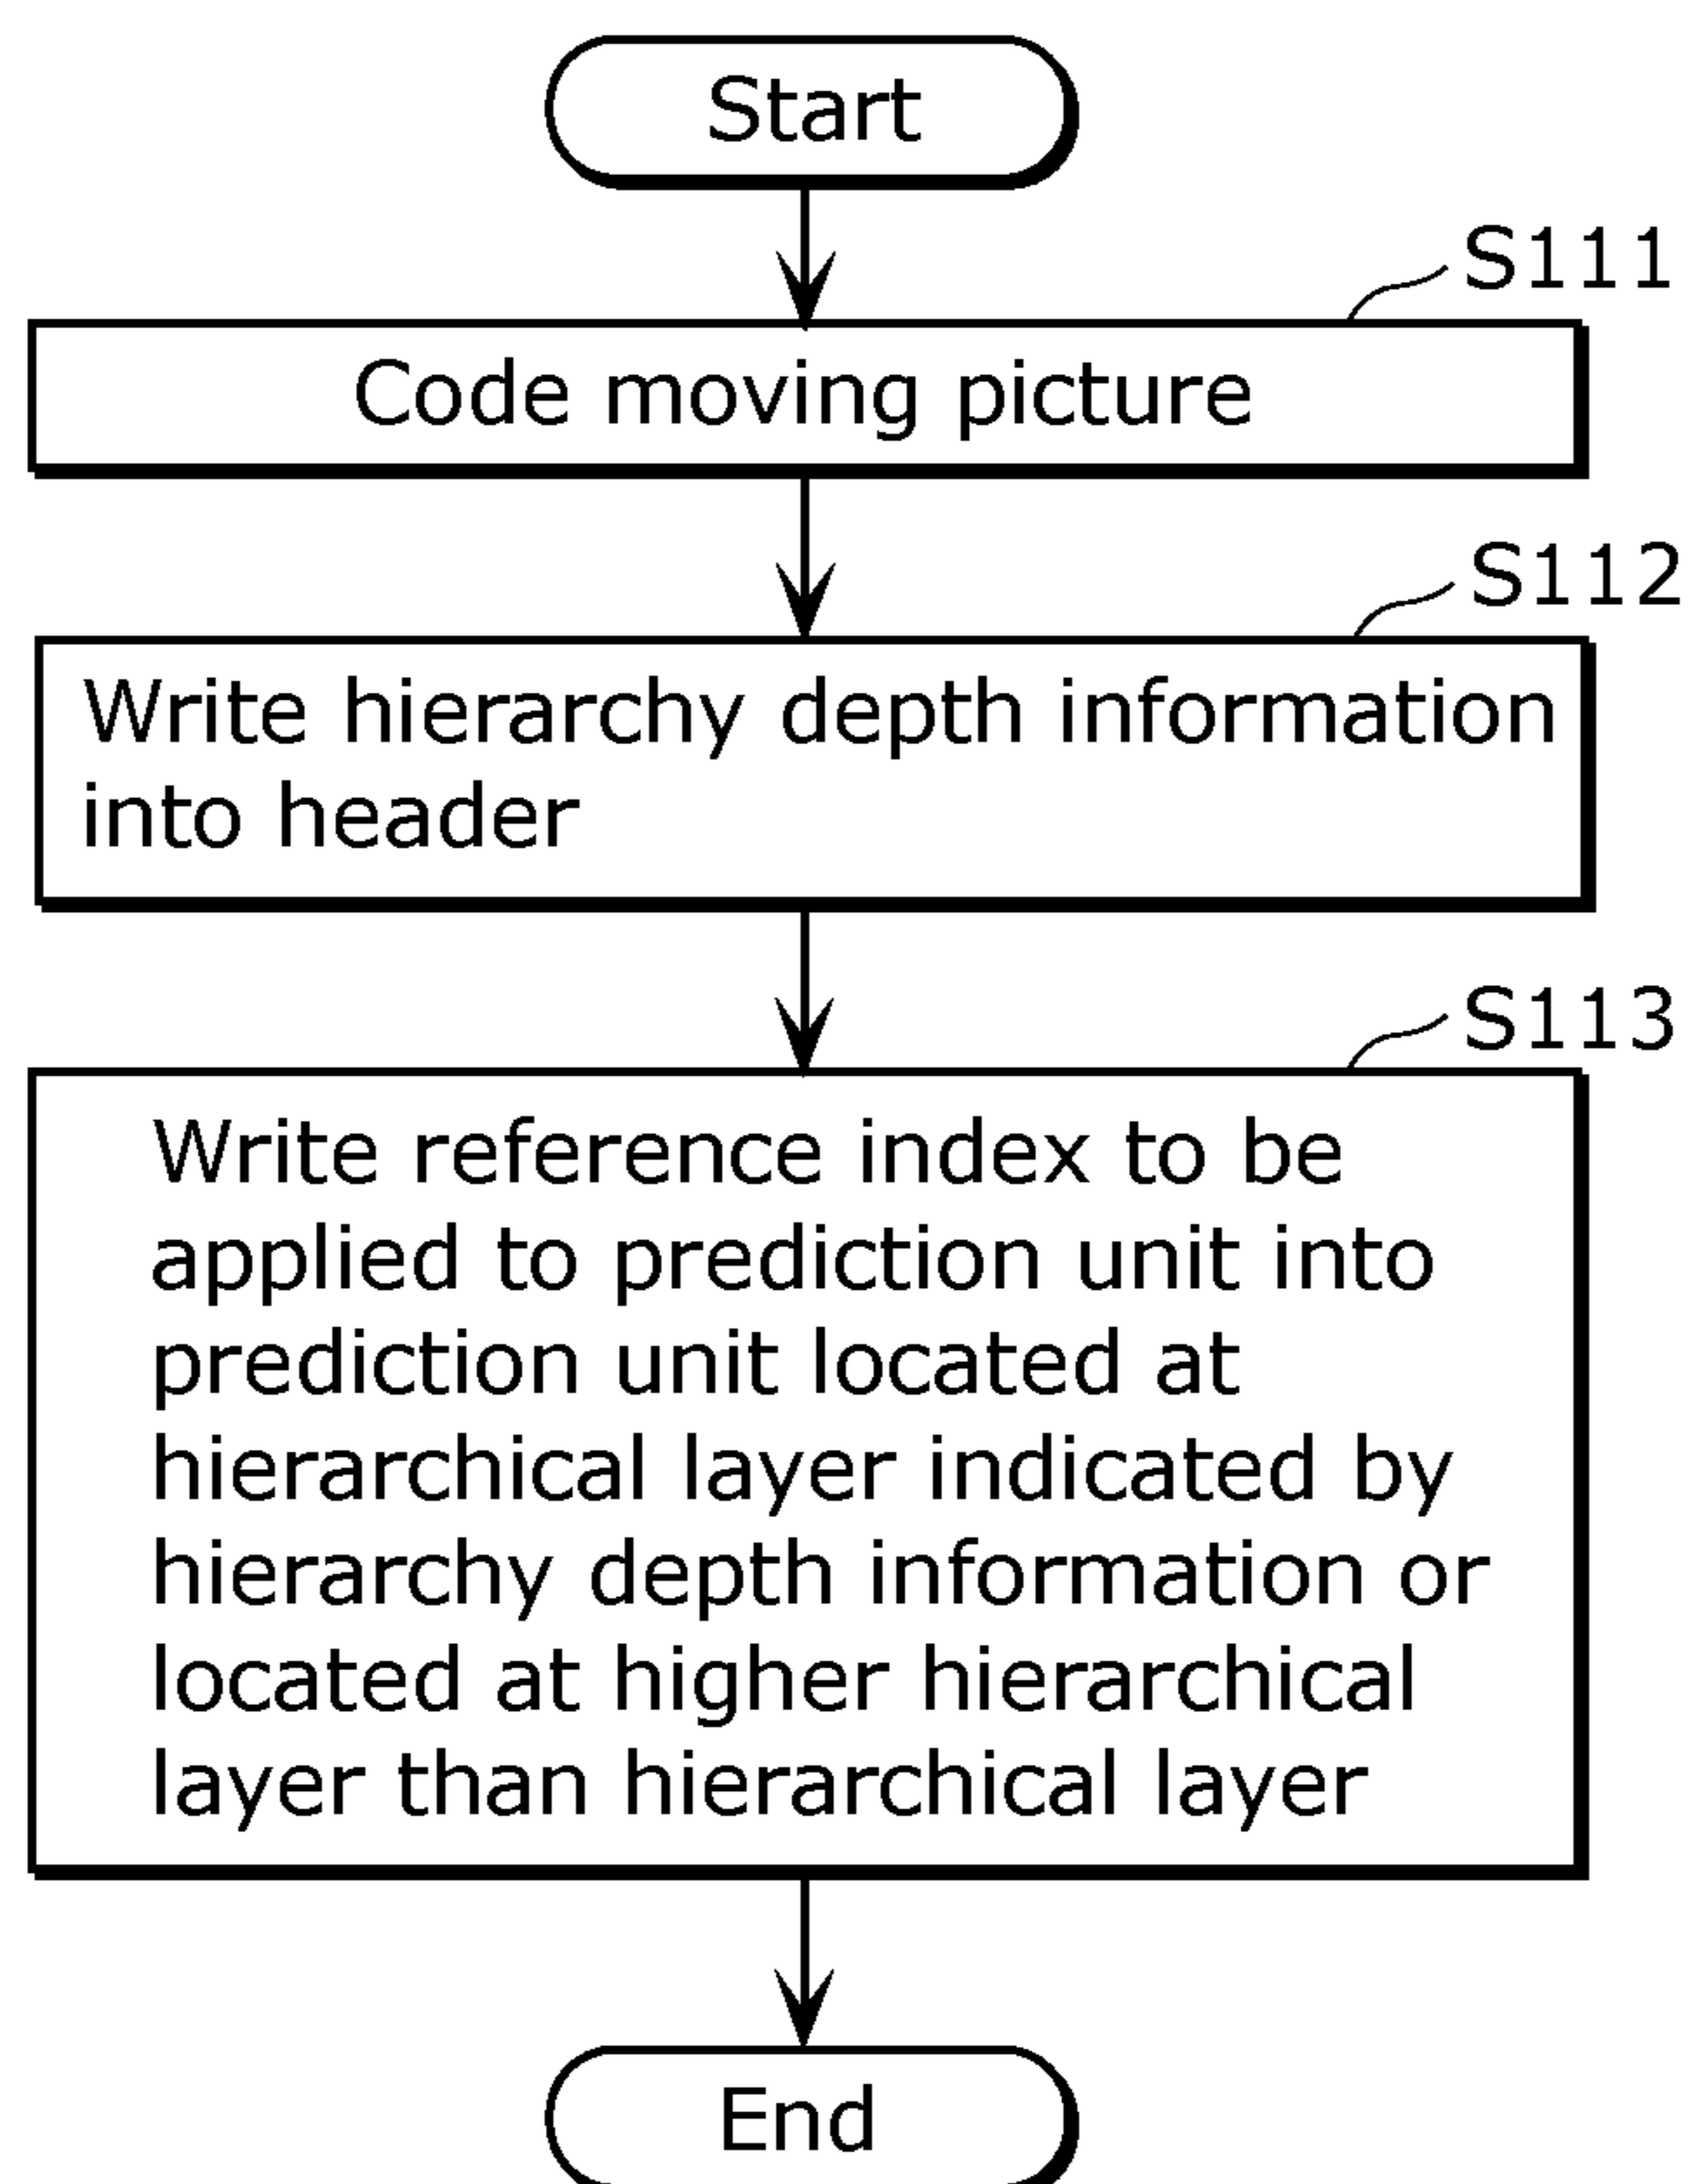 Start
S111
Code moving picture
S112
Write hierarchy depth information
into header
S113
Write reference index to be
applied to prediction unit into
prediction unit located at
hierarchical layer indicated by
hierarchy depth information or
located at higher hierarchical
layer than hierarchical layer
End